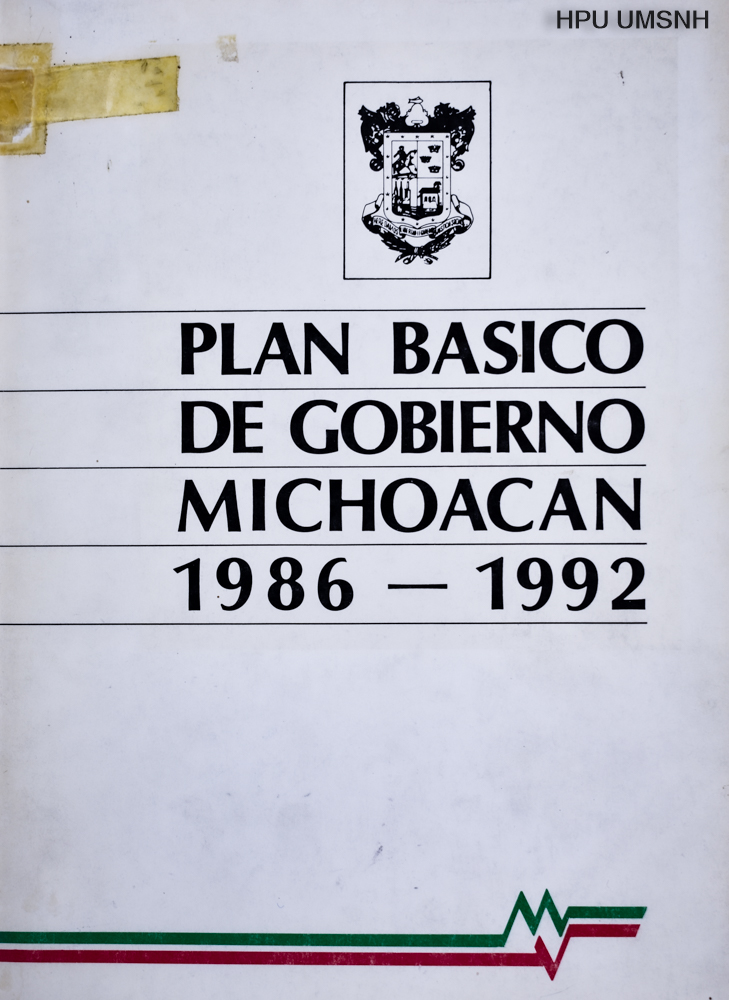 HPU UMSNH
PLAN BASICO
DE GOBIERNO
MICHOACAN
1986 — 1992